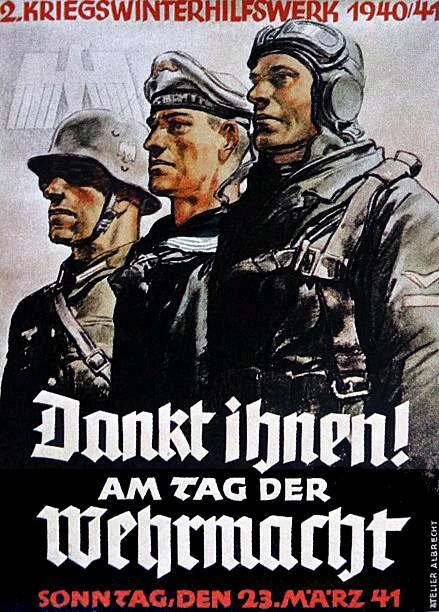 2. KRIEGSWINTERHILFSWERK 1940/41
Dankt ihnen!
AM TAG DER
Wehrmacht
SONNTAG, DEN 23. MÄRZ 41
ATELIER ALBRECHT